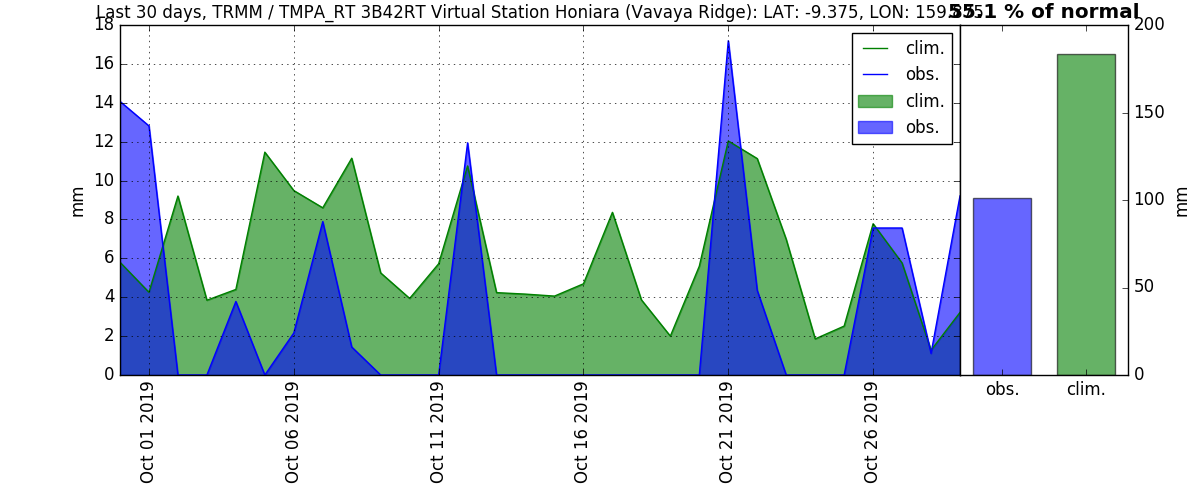 Last 30 days, TRMM / TMPA_RT 3B42RT Virtual Station Honiara (Vavaya Ridge): LAT: -9.375, LON:
55.1 % of normal
18
16
14
12
10
8
6
4
2
0
mm
clim.
obs.
clim.
obs.
Oct 01 2019
Oct 06 2019
Oct 11 2019
Oct 16 2019
Oct 21 2019
Oct 26 2019
200
150
100
50
0
mm
obs.
clim.